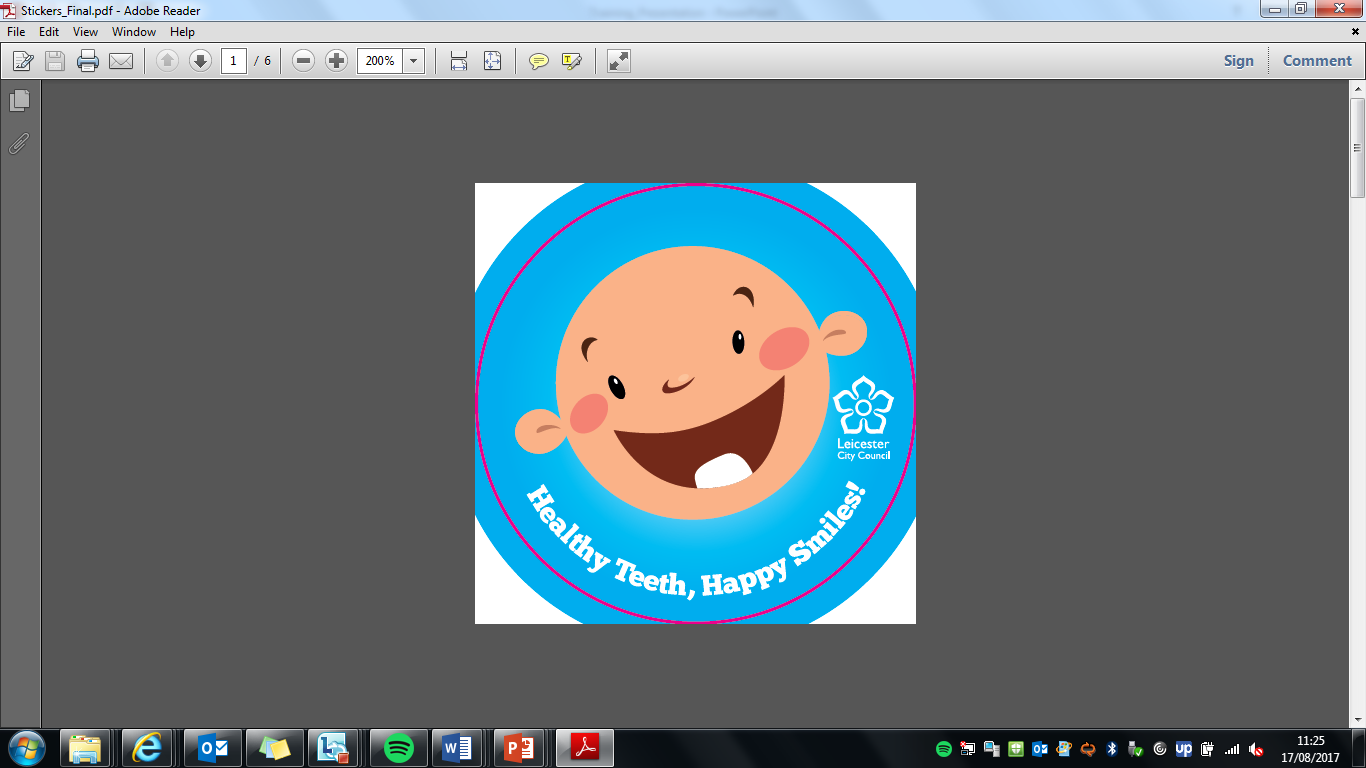 Stickers_Final.pdf - Adobe Reader
File Edit View Window Help
1 / 6 200% Sign Comment
Leicester
City Council
Healthy Teeth, Happy Smiles!
11:25
17/08/2017